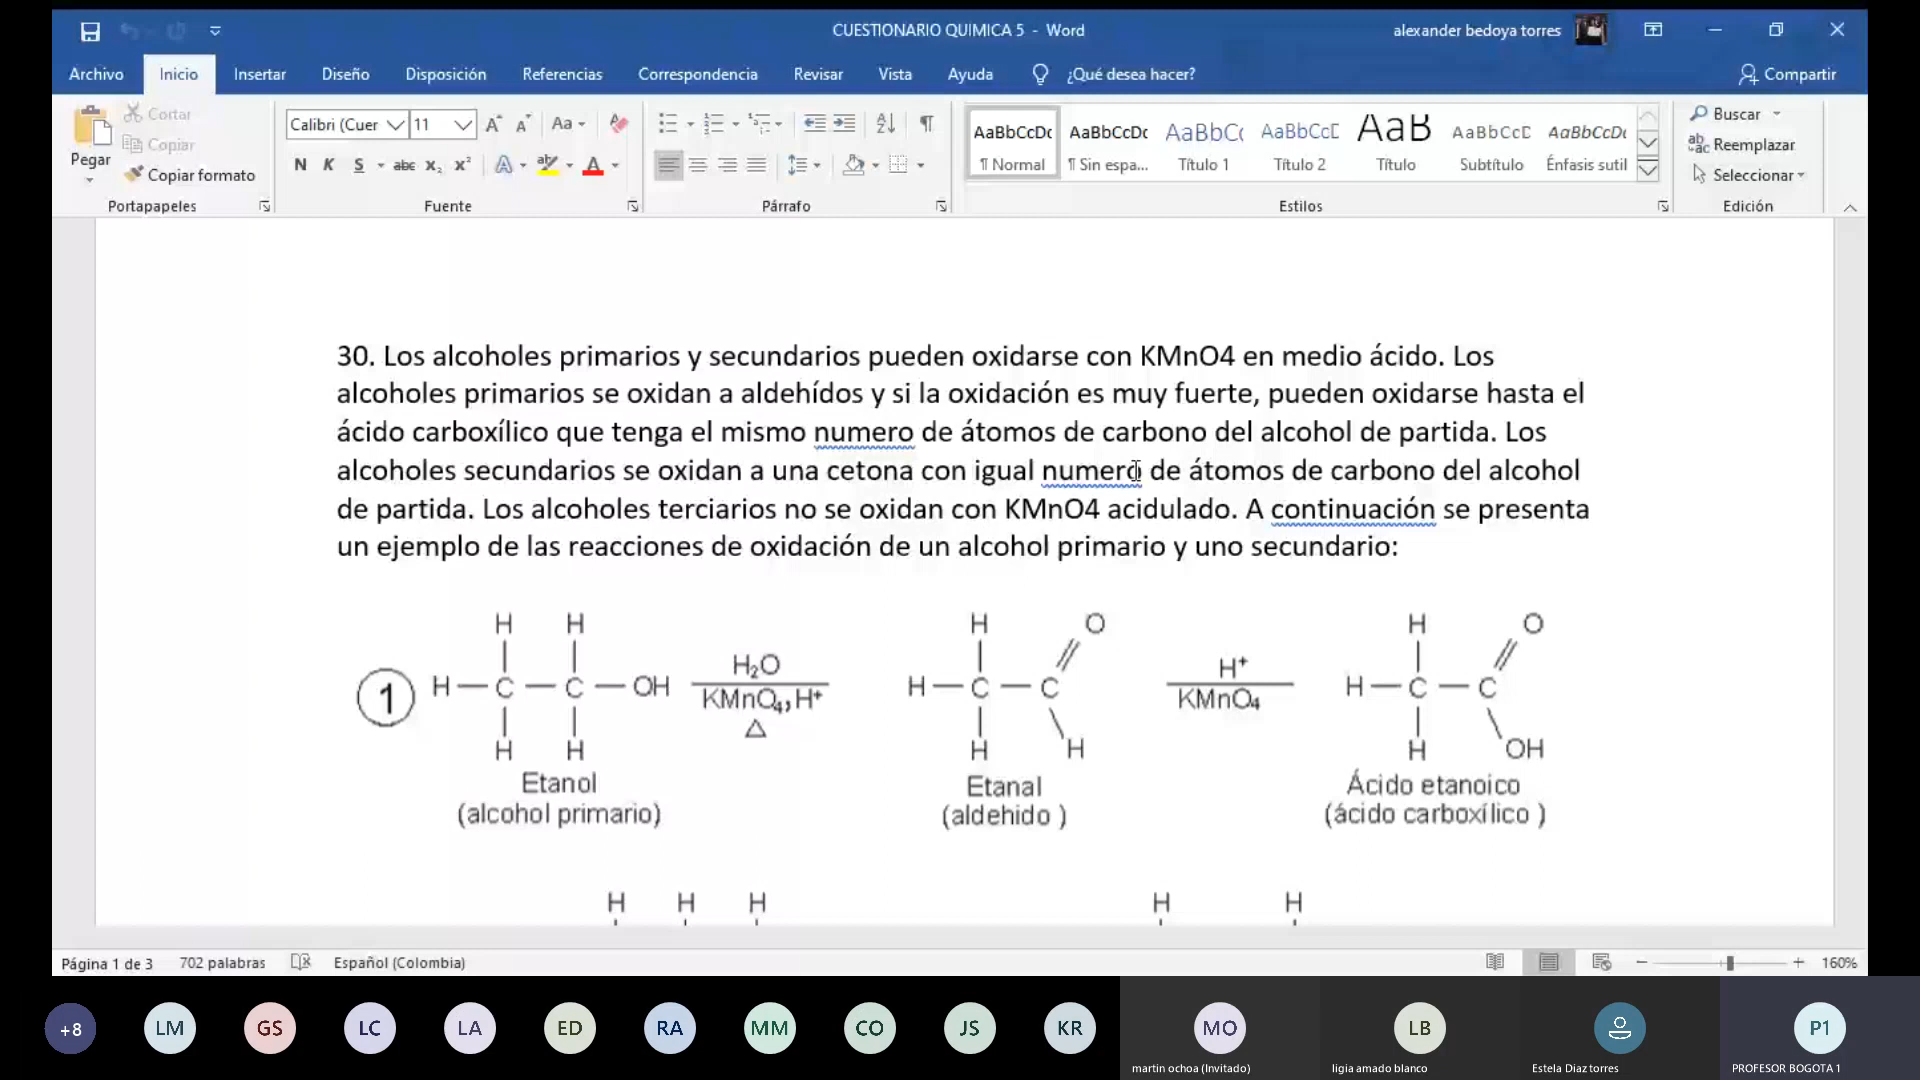 CUESTIONARIO QUIMICA 5 - Word
alexander bedoya torres
Archivo Inicio Insertar Diseño Disposición Referencias Correspondencia Revisar Vista Ayuda ¿Qué desea hacer? Compartir
Pegar
Cortar
Copiar
Copiar formato
Portapapeles
Calibri (Cuer 11
Aa
N K S abc x₂ x² A A
Fuente
Párrafo
AaBbCcDc AaBbCcDc AaBbC( AaBbCcE AaB AaBbCcD AaBbCcDt
¶ Normal ¶ Sin espa... Título 1 Título 2 Título Subtítulo Énfasis sutil
Estilos
Buscar
Reemplazar
Seleccionar
Edición
30. Los alcoholes primarios y secundarios pueden oxidarse con KMnO4 en medio ácido. Los
alcoholes primarios se oxidan a aldehídos y si la oxidación es muy fuerte, pueden oxidarse hasta el
ácido carboxílico que tenga el mismo numero de átomos de carbono del alcohol de partida. Los
alcoholes secundarios se oxidan a una cetona con igual numero de átomos de carbono del alcohol
de partida. Los alcoholes terciarios no se oxidan con KMnO4 acidulado. A continuación se presenta
un ejemplo de las reacciones de oxidación de un alcohol primario y uno secundario:
H H H O H O
1 H—C—C—OH H₂O H—C—C H⁺ H—C—C
KMnO₄, H⁺ KMnO₄
△
H H H H H OH
Etanol Etanal Ácido etanoico
(alcohol primario) (aldehido ) (ácido carboxílico )
H H H H H
Página 1 de 3 702 palabras Español (Colombia) 160%
+8 LM GS LC LA ED RA MM CO JS KR MO LB P1
martin ochoa (Invitado) ligia amado blanco Estela Diaz torres PROFESOR BOGOTA 1